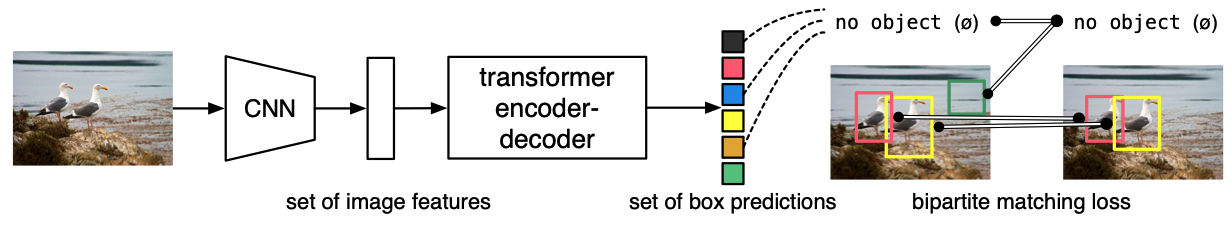 no object (ø)
no object (ø)
CNN
transformer
encoder-
decoder
set of image features
set of box predictions
bipartite matching loss